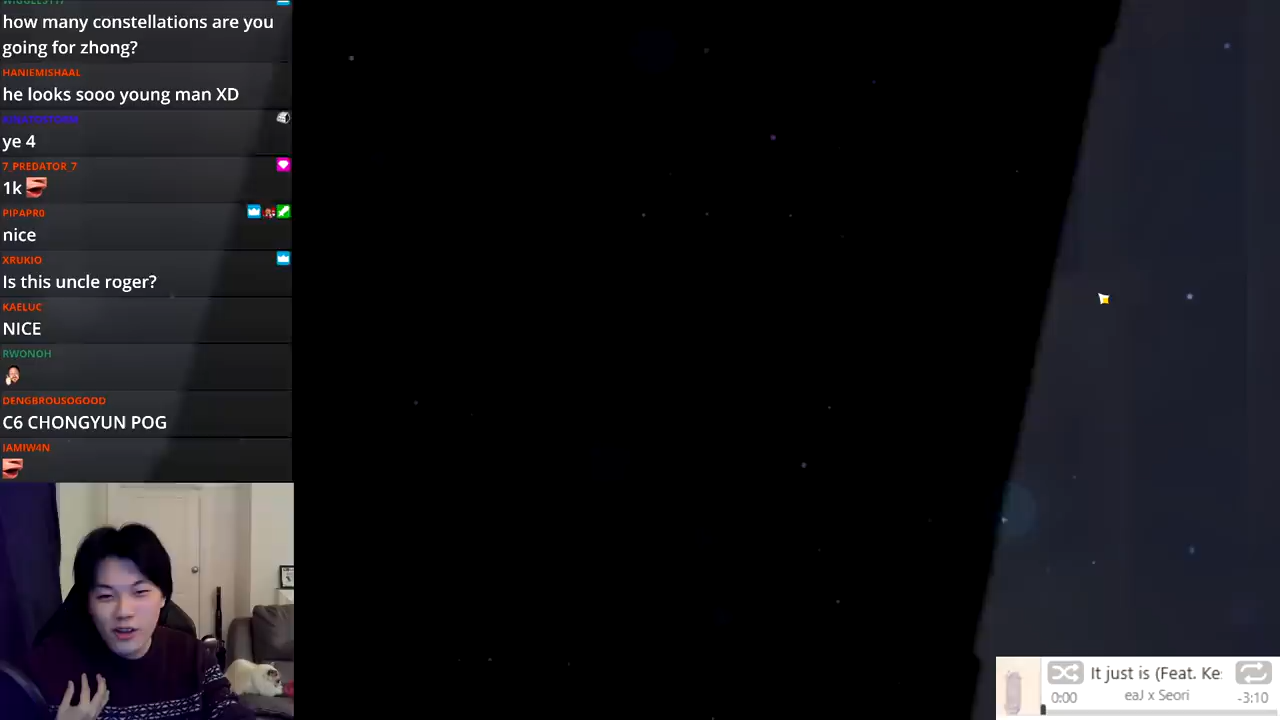 how many constellations are you
going for zhong?
HANIEMISHAAL
he looks sooo young man XD
ye 4
7_PREDATOR_7
1k
PIPAPR0
nice
XRUKIO
Is this uncle roger?
KAELUC
NICE
RWONOH
DENGBROUSOGOOD
C6 CHONGYUN POG
IAMIW4N
It just is (Feat. Ke
eaJ x Seori
0:00
-3:10